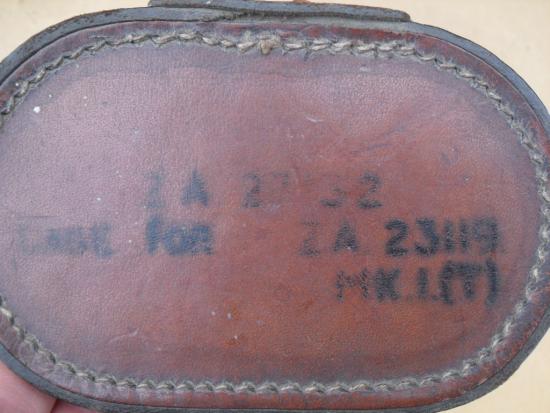 ZA
CASE FOR ZA 23119
MK.I.(T)